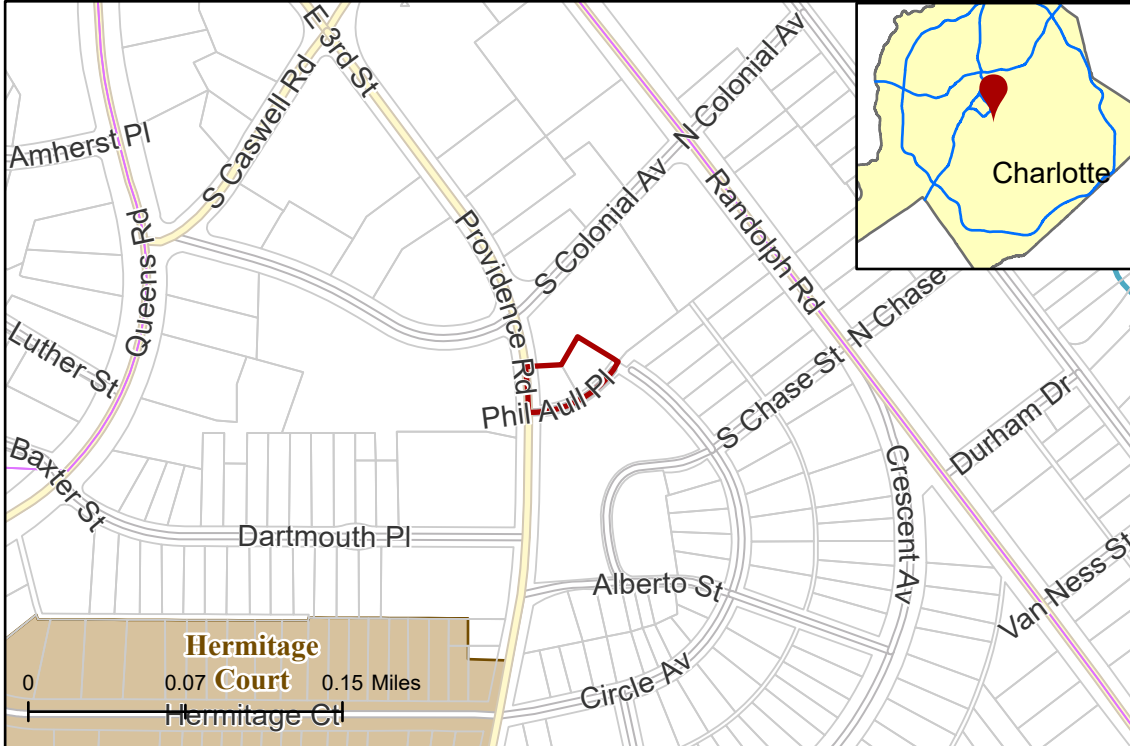 E 3rd St
N Colonial Av
S Caswell Rd
Amherst Pl
Charlotte
Queens Rd
Providence Rd
S Colonial Av
Randolph Rd
N Chase
Luther St
Phil Aull Pl
S Chase St
Durham Dr
Baxter St
Crescent Av
Dartmouth Pl
Alberto St
Van Ness St
Hermitage
Court
0 0.07 0.15 Miles
Circle Av
Hermitage Ct